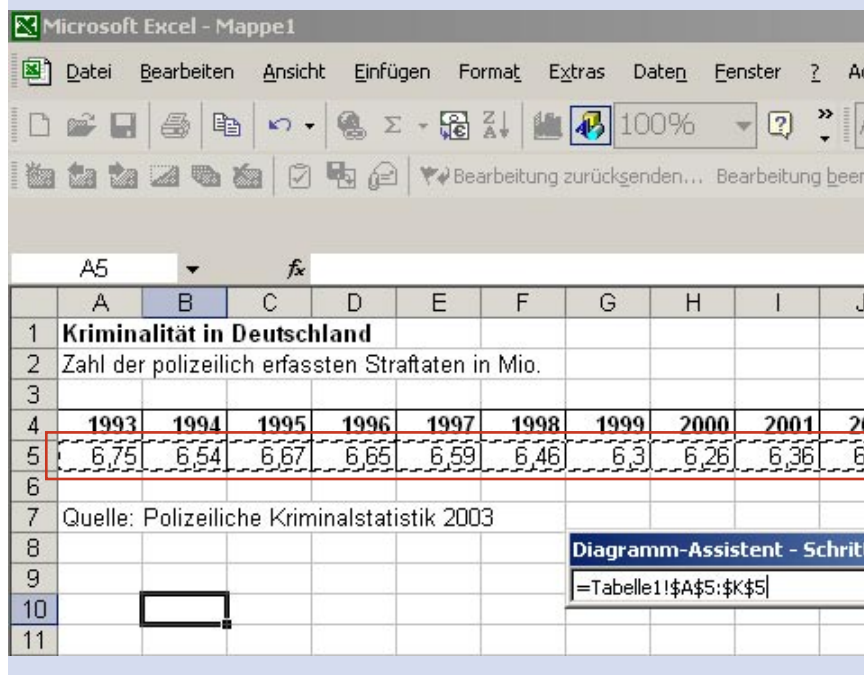 Microsoft Excel - Mappe1
Datei Bearbeiten Ansicht Einfügen Format Extras Daten Fenster ?
100%
Bearbeitung zurücksenden... Bearbeitung
A5 fx
A B C D E F G H I J
1 Kriminalität in Deutschland
2 Zahl der polizeilich erfassten Straftaten in Mio.
3
4 1993 1994 1995 1996 1997 1998 1999 2000 2001
5 6,75 6,54 6,67 6,65 6,59 6,46 6,3 6,26 6,36
6
7 Quelle: Polizeiliche Kriminalstatistik 2003
8 Diagramm-Assistent - Schritt
9 =Tabelle1!$A$5:$K$5
10
11